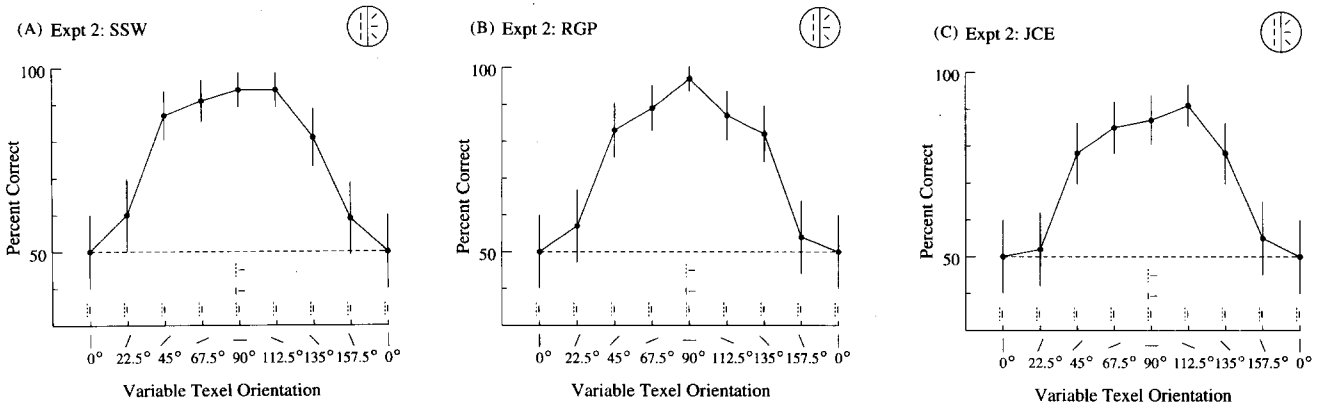 (A) Expt 2: SSW
100
50
Percent Correct
0° 22.5° 45° 67.5° 90° 112.5° 135° 157.5° 0°
Variable Texel Orientation
(B) Expt 2: RGP
100
50
Percent Correct
0° 22.5° 45° 67.5° 90° 112.5° 135° 157.5° 0°
Variable Texel Orientation
(C) Expt 2: JCE
100
50
Percent Correct
0° 22.5° 45° 67.5° 90° 112.5° 135° 157.5° 0°
Variable Texel Orientation